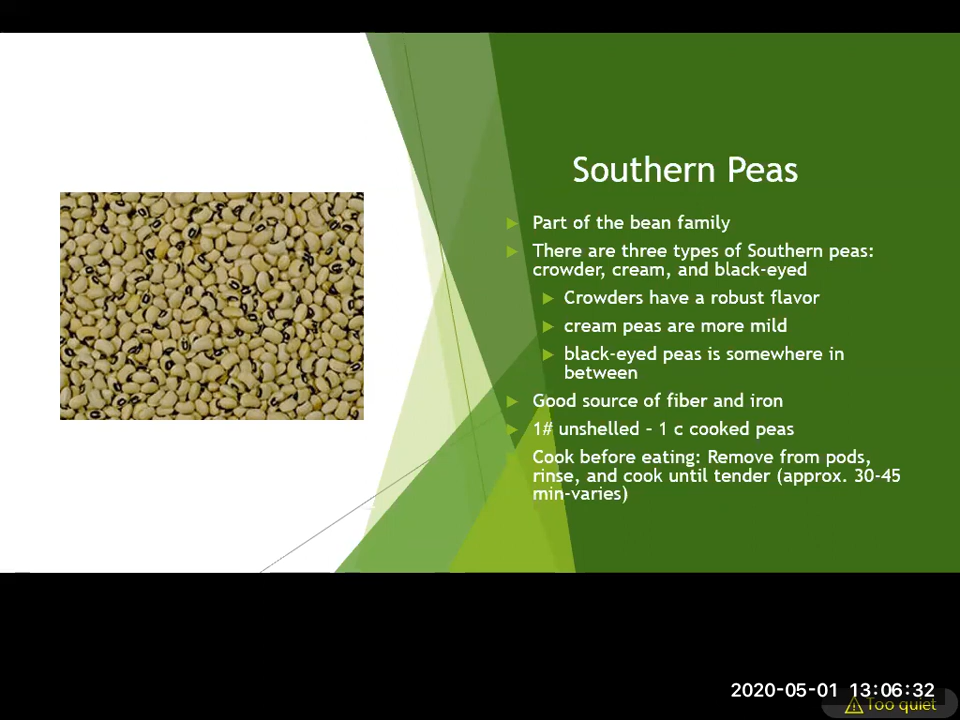 Southern Peas
Part of the bean family
There are three types of Southern peas:
crowder, cream, and black-eyed
Crowders have a robust flavor
cream peas are more mild
black-eyed peas is somewhere in
between
Good source of fiber and iron
1# unshelled – 1 c cooked peas
Cook before eating: Remove from pods,
rinse, and cook until tender (approx. 30-45
min-varies)
2020-05-01 13:06:32
Too quiet